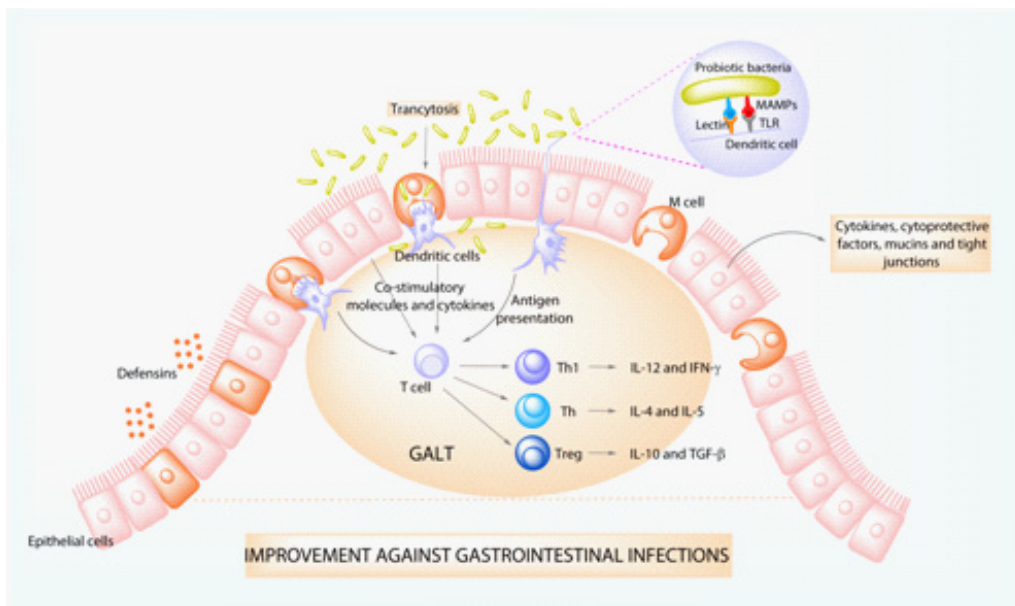 Probiotic bacteria
MAMPs
Lectin
TLR
Dendritic cell
Trancytosis
M cell
Cytokines, cytoprotective
factors, mucins and tight
junctions
Dendritic cells
Co-stimulatory
molecules and cytokines
Antigen
presentation
Defensins
T cell
Th1
IL-12 and IFN-γ
Th
IL-4 and IL-5
GALT
Treg
IL-10 and TGF-β
Epithelial cells
IMPROVEMENT AGAINST GASTROINTESTINAL INFECTIONS